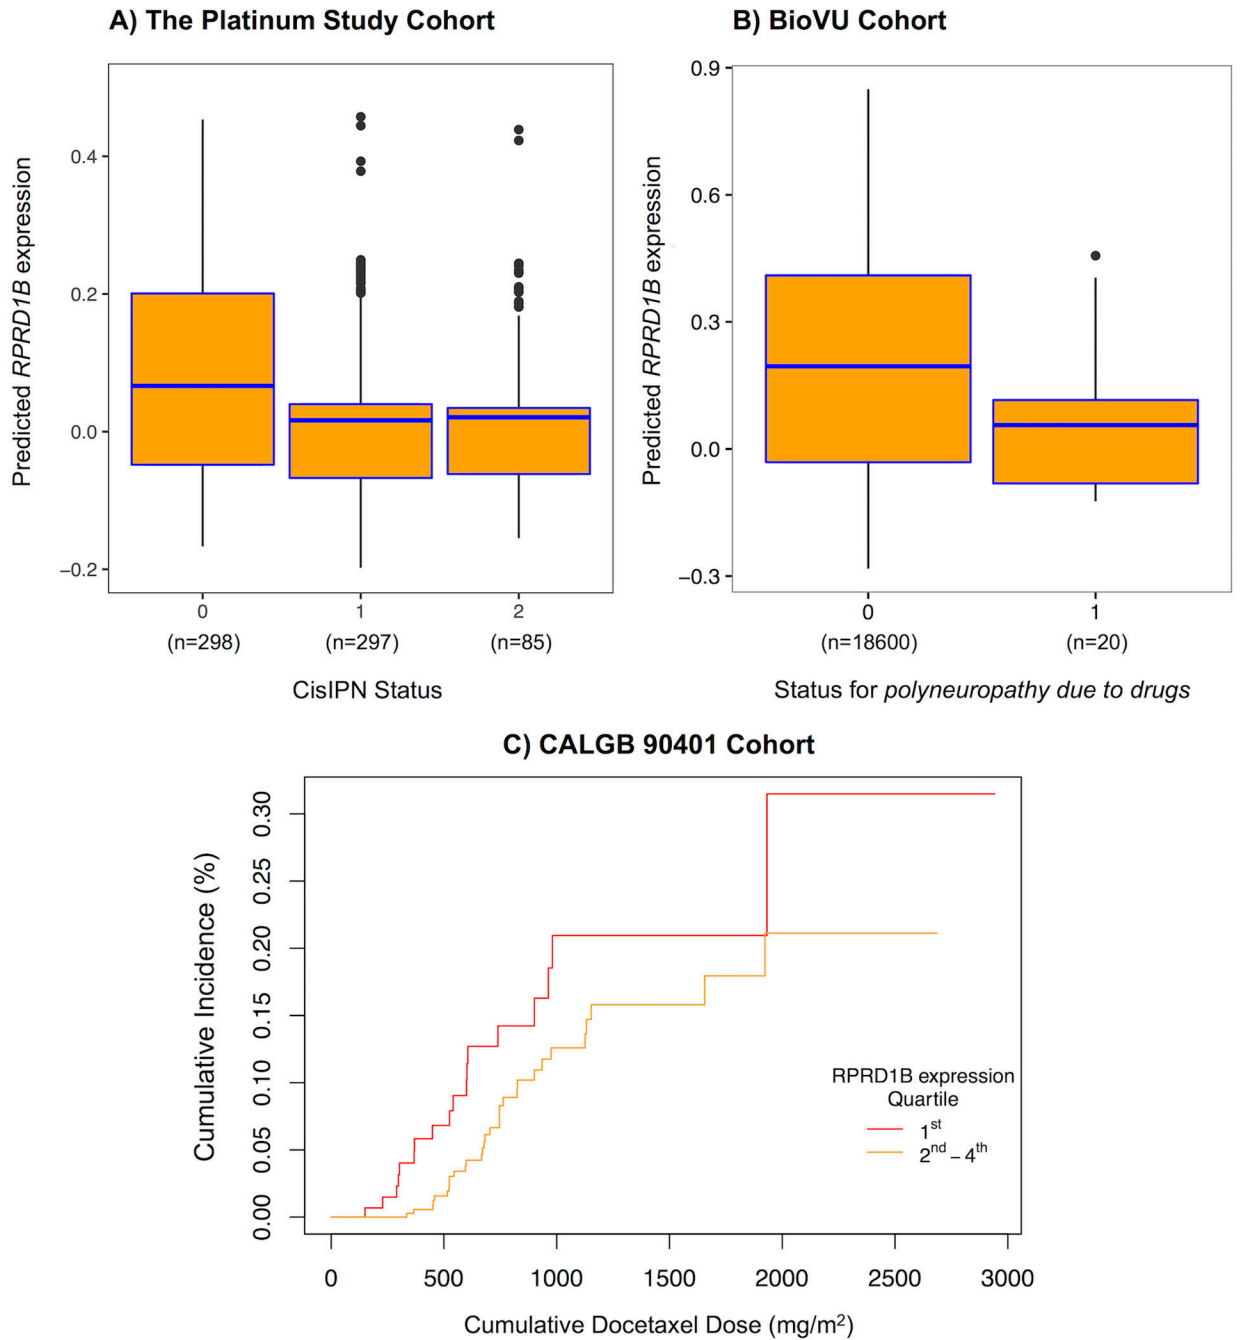 A) The Platinum Study Cohort
Predicted RPRD1B expression
0.4
0.2
0.0
−0.2
0 1 2
(n=298) (n=297) (n=85)
CisIPN Status
B) BioVU Cohort
Predicted RPRD1B expression
0.9
0.6
0.3
0.0
−0.3
0 1
(n=18600) (n=20)
Status for polyneuropathy due to drugs
C) CALGB 90401 Cohort
Cumulative Incidence (%)
0.30
0.25
0.20
0.15
0.10
0.05
0.00
RPRD1B expression
Quartile
1st
2nd − 4th
0 500 1000 1500 2000 2500 3000
Cumulative Docetaxel Dose (mg/m²)